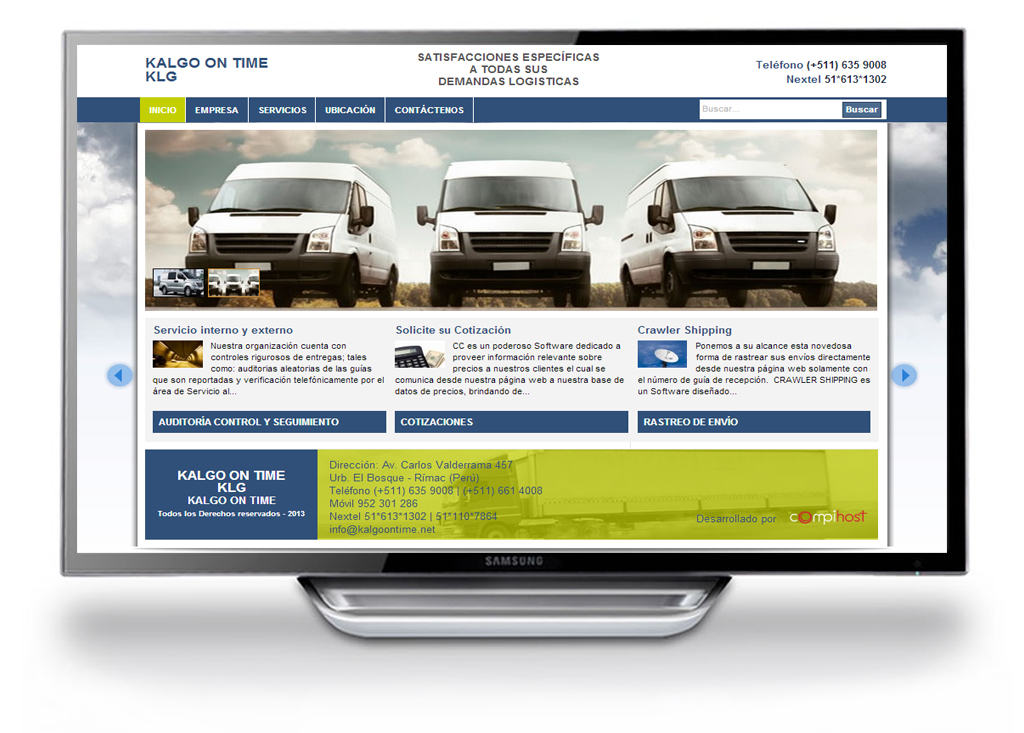 KALGO ON TIME
KLG
SATISFACCIONES ESPECÍFICAS
A TODAS SUS
DEMANDAS LOGISTICAS
Teléfono (+511) 635 9008
Nextel 51*613*1302
INICIO EMPRESA SERVICIOS UBICACIÓN CONTÁCTENOS
Buscar... Buscar
Servicio interno y externo
Nuestra organización cuenta con
controles rigurosos de entregas; tales
como: auditorias aleatorias de las guías
que son reportadas y verificación telefónicamente por el
área de Servicio al...
AUDITORÍA CONTROL Y SEGUIMIENTO
Solicite su Cotización
CC es un poderoso Software dedicado a
proveer información relevante sobre
precios a nuestros clientes el cual se
comunica desde nuestra página web a nuestra base de
datos de precios, brindando de...
COTIZACIONES
Crawler Shipping
Ponemos a su alcance esta novedosa
forma de rastrear sus envíos directamente
desde nuestra página web solamente con
el número de guía de recepción. CRAWLER SHIPPING es
un Software diseñado...
RASTREO DE ENVÍO
KALGO ON TIME
KLG
KALGO ON TIME
Todos los Derechos reservados - 2013
Dirección: Av. Carlos Valderrama 457
Urb. El Bosque - Rímac (Perú)
Teléfono (+511) 635 9008 | (+511) 661 4008
Móvil 952 301 286
Nextel 51*613*1302 | 51*110*7864
info@kalgoontime.net
Desarrollado por compihost
SAMSUNG